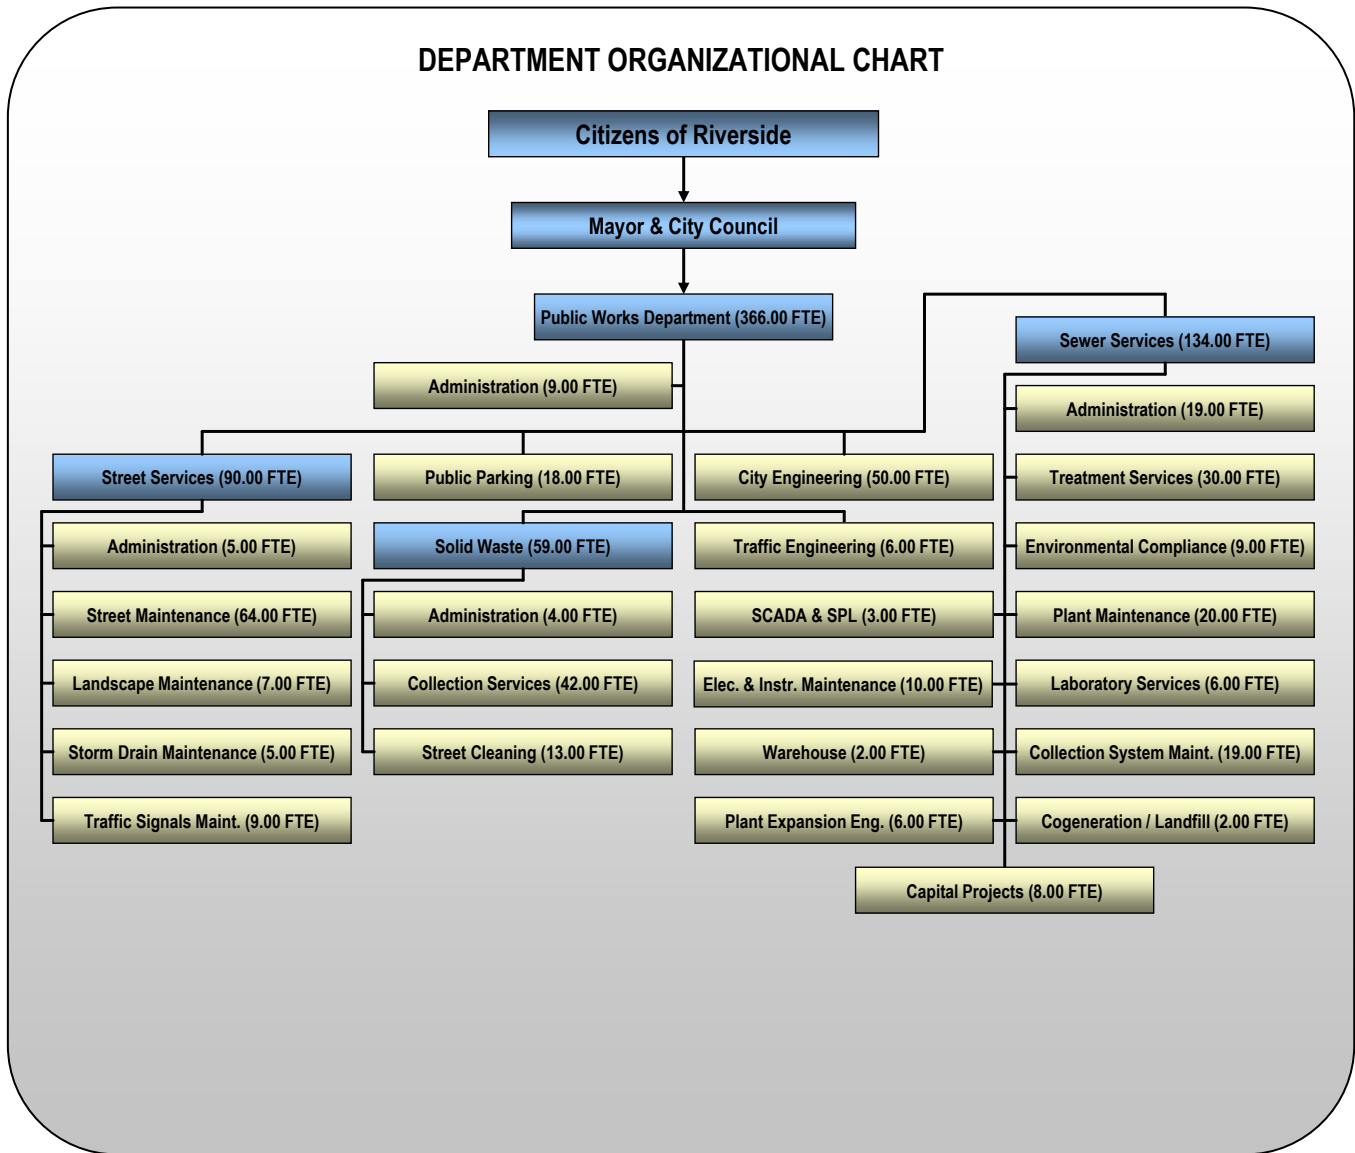 DEPARTMENT ORGANIZATIONAL CHART
Citizens of Riverside
Mayor & City Council
Public Works Department (366.00 FTE)
Sewer Services (134.00 FTE)
Administration (9.00 FTE)
Administration (19.00 FTE)
Street Services (90.00 FTE)
Public Parking (18.00 FTE)
City Engineering (50.00 FTE)
Treatment Services (30.00 FTE)
Administration (5.00 FTE)
Solid Waste (59.00 FTE)
Traffic Engineering (6.00 FTE)
Environmental Compliance (9.00 FTE)
Street Maintenance (64.00 FTE)
Administration (4.00 FTE)
SCADA & SPL (3.00 FTE)
Plant Maintenance (20.00 FTE)
Landscape Maintenance (7.00 FTE)
Collection Services (42.00 FTE)
Elec. & Instr. Maintenance (10.00 FTE)
Laboratory Services (6.00 FTE)
Storm Drain Maintenance (5.00 FTE)
Street Cleaning (13.00 FTE)
Warehouse (2.00 FTE)
Collection System Maint. (19.00 FTE)
Traffic Signals Maint. (9.00 FTE)
Plant Expansion Eng. (6.00 FTE)
Cogeneration / Landfill (2.00 FTE)
Capital Projects (8.00 FTE)